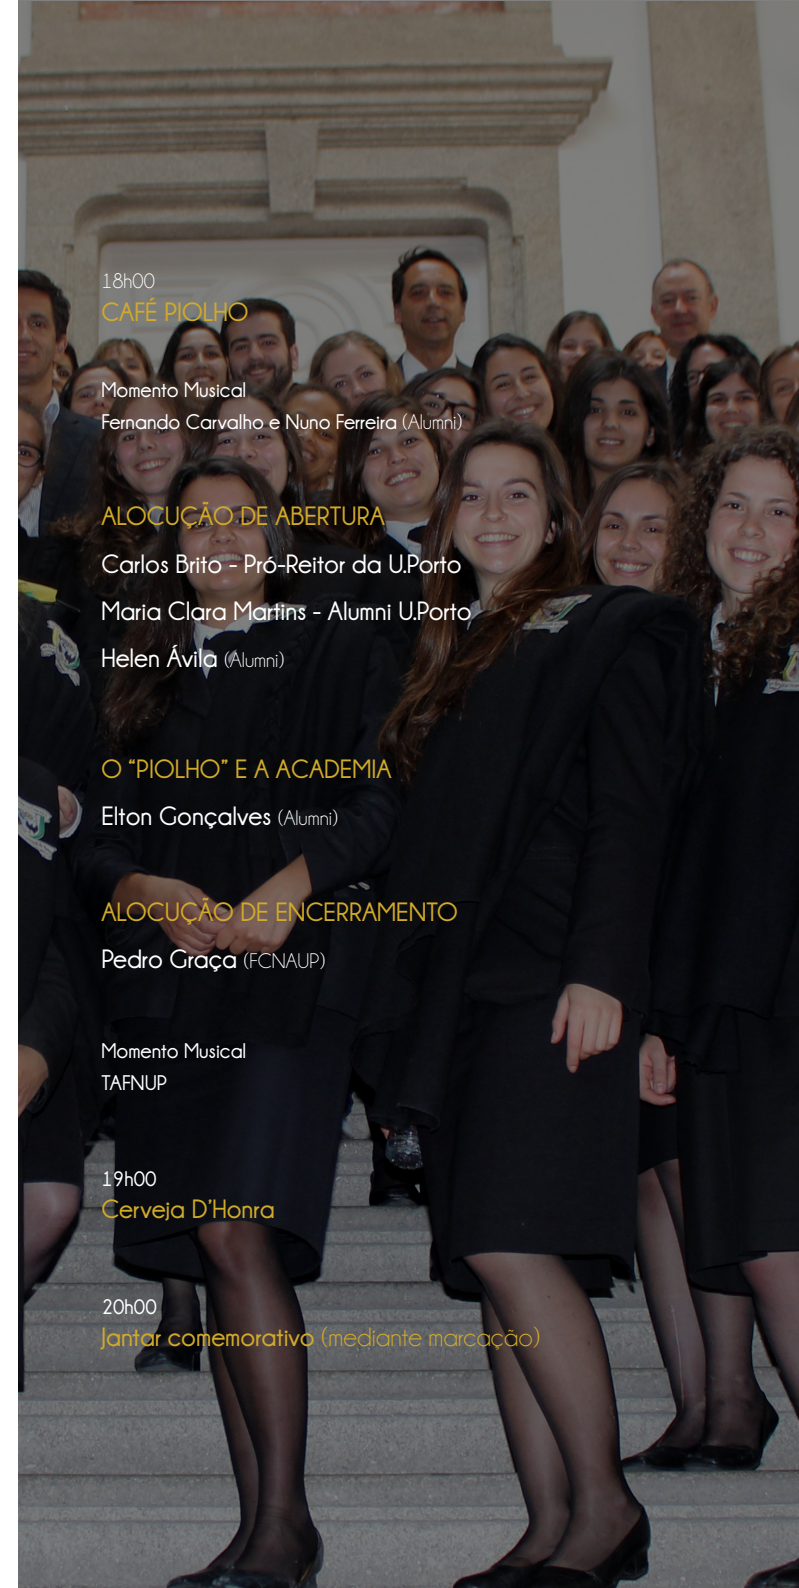 18h00
CAFÉ PIOLHO
Momento Musical
Fernando Carvalho e Nuno Ferreira (Alumni)
ALOCUÇÃO DE ABERTURA
Carlos Brito - Pró-Reitor da U.Porto
Maria Clara Martins - Alumni U.Porto
Helen Ávila (Alumni)
O “PIOLHO” E A ACADEMIA
Elton Gonçalves (Alumni)
ALOCUÇÃO DE ENCERRAMENTO
Pedro Graça (FCNAUP)
Momento Musical
TAFNUP
19h00
Cerveja D’Honra
20h00
Jantar comemorativo (mediante marcação)